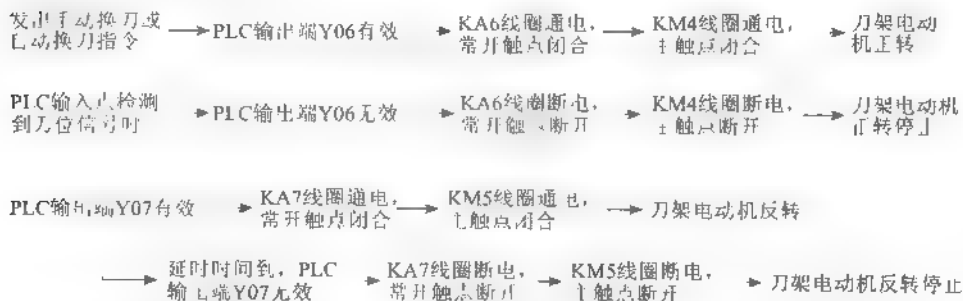 发出手动换刀或
自动换刀指令
PLC输出端Y06有效
KA6线圈通电,
常开触点闭合
KM4线圈通电,
主触点闭合
刀架电动
机正转
PLC输入点检测
到刀位信号时
PLC输出端Y06无效
KA6线圈断电,
常开触点断开
KM4线圈断电,
主触点断开
刀架电动机
正转停止
PLC输出端Y07有效
KA7线圈通电,
常开触点闭合
KM5线圈通电,
主触点闭合
刀架电动机反转
延时时间到, PLC
输出端Y07无效
KA7线圈断电,
常开触点断开
KM5线圈断电,
主触点断开
刀架电动机反转停止